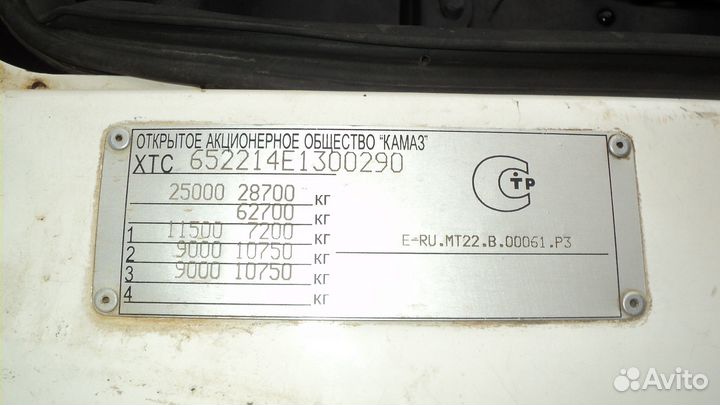 ОТКРЫТОЕ АКЦИОНЕРНОЕ ОБЩЕСТВО "КАМАЗ"
XTC 652214E1300290
25000 28700 кг
62700 кг
1 11500 7200 кг
2 9000 10750 кг
3 9000 10750 кг
4 кг
СТР
E-RU.MT22.B.00061.P3
Avito